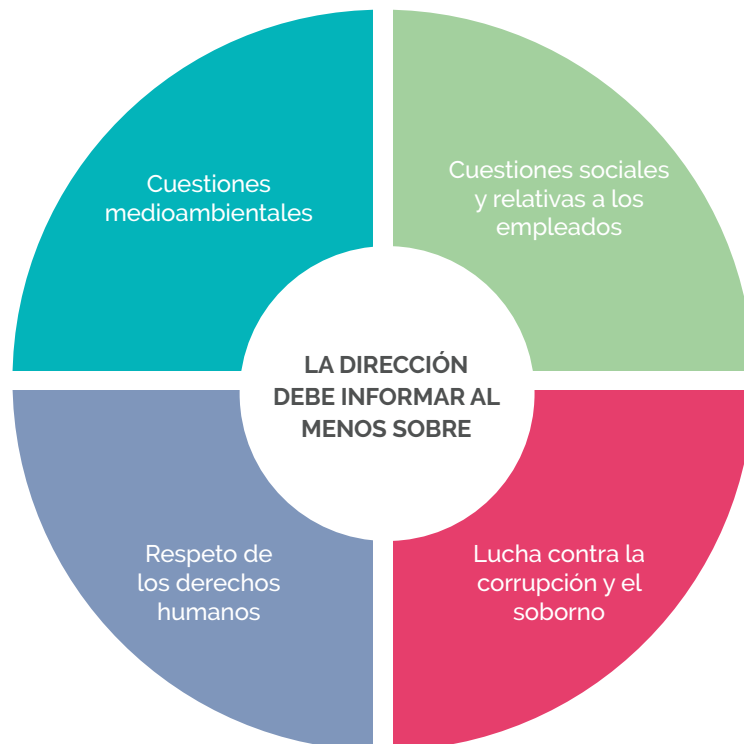 Cuestiones
medioambientales
Cuestiones sociales
y relativas a los
empleados
LA DIRECCIÓN
DEBE INFORMAR AL
MENOS SOBRE
Respeto de
los derechos
humanos
Lucha contra la
corrupción y el
soborno